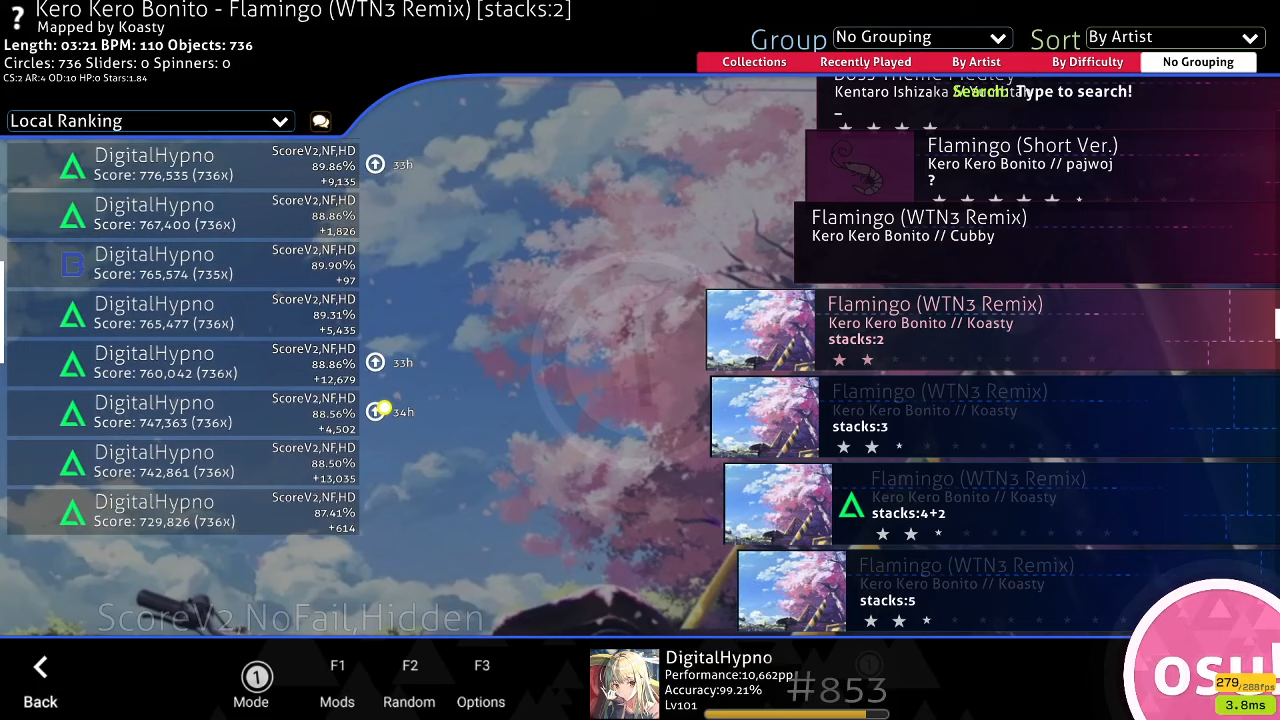 Kero Kero Bonito - Flamingo (WTN3 Remix) [stacks:2]
Mapped by Koasty
Length: 03:21 BPM: 110 Objects: 736
Circles: 736 Sliders: 0 Spinners: 0
CS:2 AR:4 OD:10 HP:0 Stars:1.84
Group No Grouping Sort By Artist
Collections Recently Played By Artist By Difficulty No Grouping
Local Ranking
DigitalHypno
Score: 776,535 (736x)
ScoreV2,NF,HD
89.86%
+9,135
33h
DigitalHypno
Score: 767,400 (736x)
ScoreV2,NF,HD
88.86%
+1,826
DigitalHypno
Score: 765,574 (735x)
ScoreV2,NF,HD
89.90%
+97
DigitalHypno
Score: 765,477 (736x)
ScoreV2,NF,HD
89.31%
+5,435
DigitalHypno
Score: 760,042 (736x)
ScoreV2,NF,HD
88.86%
+12,679
33h
DigitalHypno
Score: 747,363 (736x)
ScoreV2,NF,HD
88.56%
+4,502
34h
DigitalHypno
Score: 742,861 (736x)
ScoreV2,NF,HD
88.50%
+13,035
DigitalHypno
Score: 729,826 (736x)
ScoreV2,NF,HD
87.41%
+614
Boss Theme Medley
Kentaro Ishizaka //
Search: Type to search!
Flamingo (Short Ver.)
Kero Kero Bonito // pajwoj
?
Flamingo (WTN3 Remix)
Kero Kero Bonito // Cubby
Flamingo (WTN3 Remix)
Kero Kero Bonito // Koasty
stacks:2
Flamingo (WTN3 Remix)
Kero Kero Bonito // Koasty
stacks:3
Flamingo (WTN3 Remix)
Kero Kero Bonito // Koasty
stacks:4+2
Flamingo (WTN3 Remix)
Kero Kero Bonito // Koasty
stacks:5
ScoreV2,NoFail,Hidden
Back
1
Mode
F1
Mods
F2
Random
F3
Options
DigitalHypno
Performance:10,662pp
Accuracy:99.21%
Lv101
#853
osu!
279/288fps
3.8ms